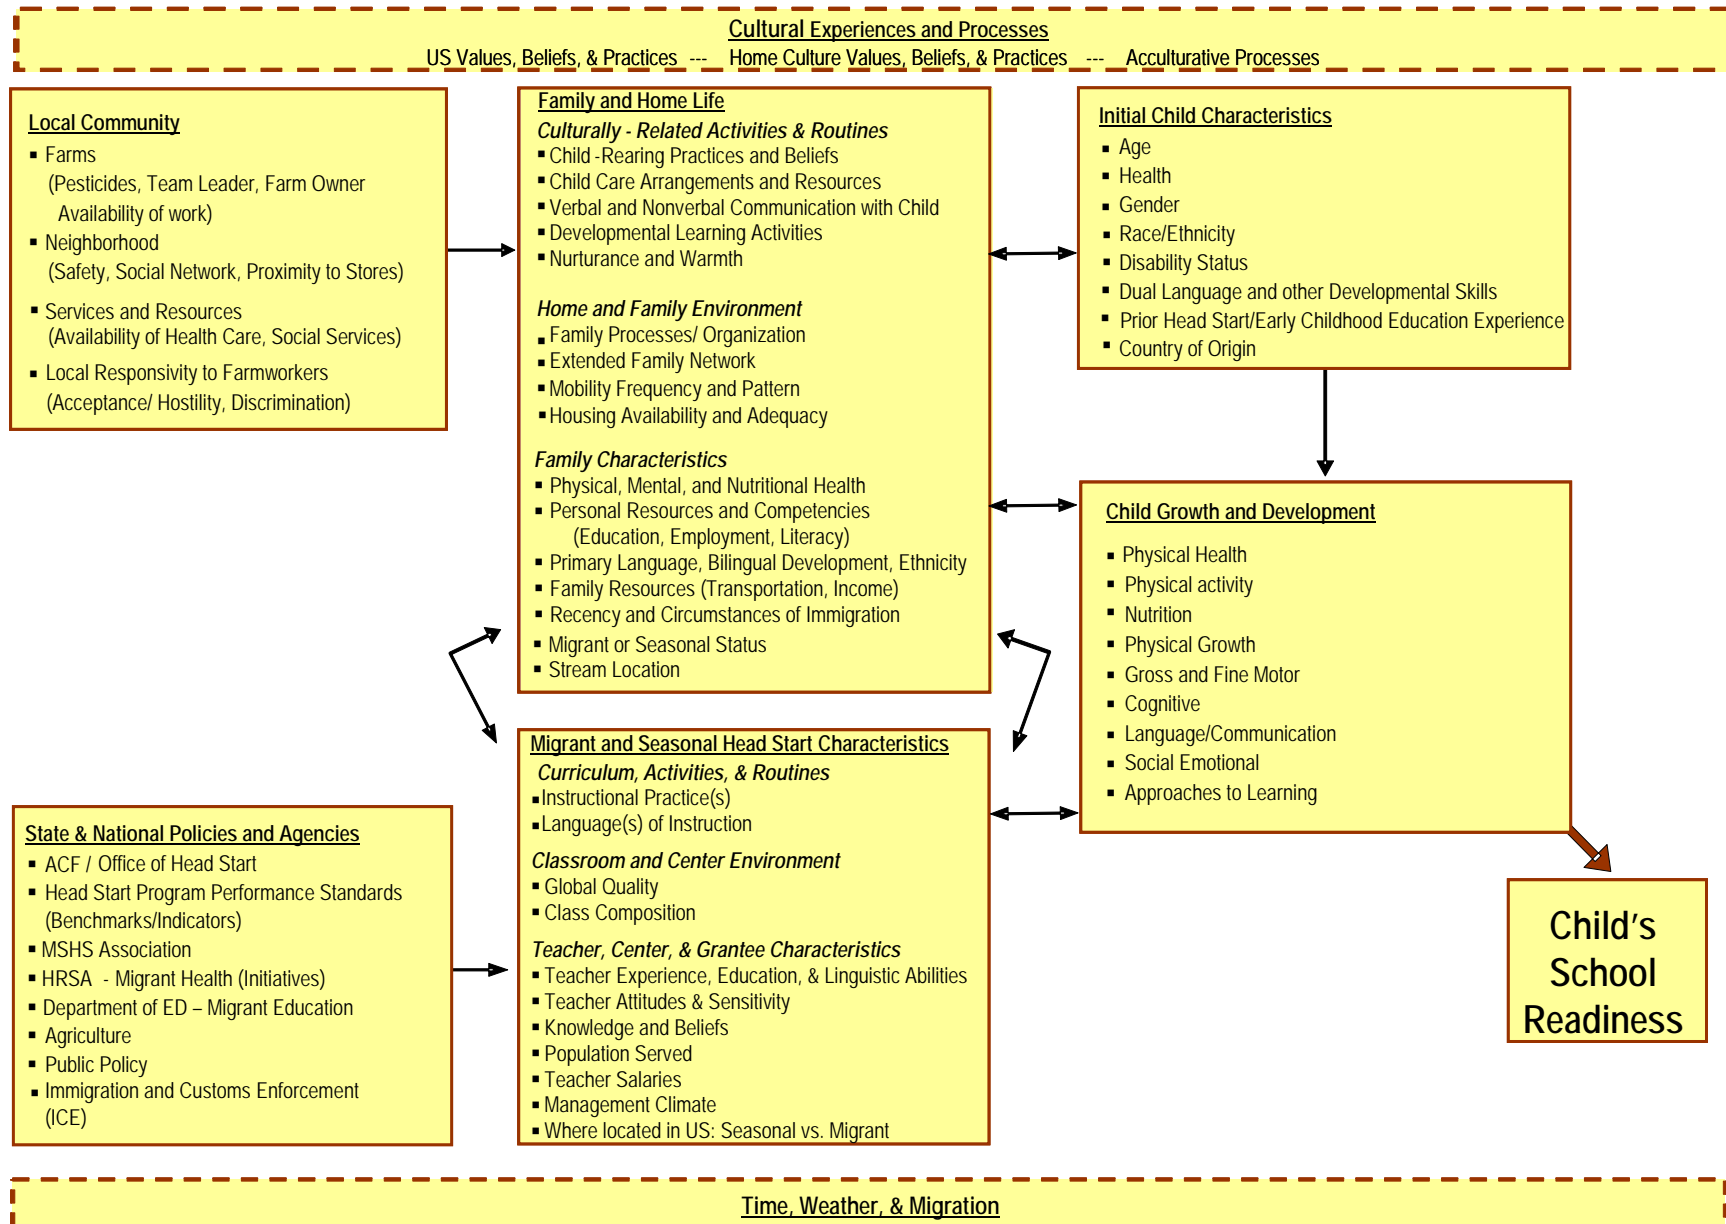 Cultural Experiences and Processes
US Values, Beliefs, & Practices --- Home Culture Values, Beliefs, & Practices --- Acculturative Processes
Local Community
▪ Farms
(Pesticides, Team Leader, Farm Owner
Availability of work)
▪ Neighborhood
(Safety, Social Network, Proximity to Stores)
▪ Services and Resources
(Availability of Health Care, Social Services)
▪ Local Responsivity to Farmworkers
(Acceptance/ Hostility, Discrimination)
Family and Home Life
Culturally - Related Activities & Routines
▪ Child -Rearing Practices and Beliefs
▪ Child Care Arrangements and Resources
▪ Verbal and Nonverbal Communication with Child
▪ Developmental Learning Activities
▪ Nurturance and Warmth
Home and Family Environment
▪ Family Processes/ Organization
▪ Extended Family Network
▪ Mobility Frequency and Pattern
▪ Housing Availability and Adequacy
Family Characteristics
▪ Physical, Mental, and Nutritional Health
▪ Personal Resources and Competencies
(Education, Employment, Literacy)
▪ Primary Language, Bilingual Development, Ethnicity
▪ Family Resources (Transportation, Income)
▪ Recency and Circumstances of Immigration
▪ Migrant or Seasonal Status
▪ Stream Location
Initial Child Characteristics
▪ Age
▪ Health
▪ Gender
▪ Race/Ethnicity
▪ Disability Status
▪ Dual Language and other Developmental Skills
▪ Prior Head Start/Early Childhood Education Experience
▪ Country of Origin
Child Growth and Development
▪ Physical Health
▪ Physical activity
▪ Nutrition
▪ Physical Growth
▪ Gross and Fine Motor
▪ Cognitive
▪ Language/Communication
▪ Social Emotional
▪ Approaches to Learning
State & National Policies and Agencies
▪ ACF / Office of Head Start
▪ Head Start Program Performance Standards
(Benchmarks/Indicators)
▪ MSHS Association
▪ HRSA - Migrant Health (Initiatives)
▪ Department of ED – Migrant Education
▪ Agriculture
▪ Public Policy
▪ Immigration and Customs Enforcement
(ICE)
Migrant and Seasonal Head Start Characteristics
Curriculum, Activities, & Routines
▪ Instructional Practice(s)
▪ Language(s) of Instruction
Classroom and Center Environment
▪ Global Quality
▪ Class Composition
Teacher, Center, & Grantee Characteristics
▪ Teacher Experience, Education, & Linguistic Abilities
▪ Teacher Attitudes & Sensitivity
▪ Knowledge and Beliefs
▪ Population Served
▪ Teacher Salaries
▪ Management Climate
▪ Where located in US: Seasonal vs. Migrant
Child's
School
Readiness
Time, Weather, & Migration